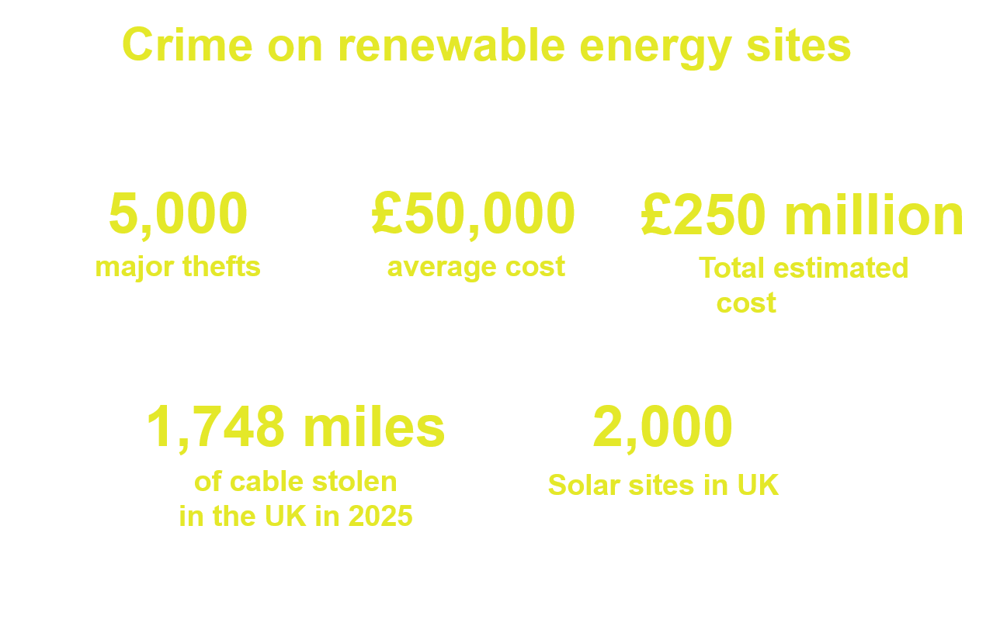 Crime on renewable energy sites
5,000
major thefts
£50,000
average cost
£250 million
Total estimated
cost
1,748 miles
of cable stolen
in the UK in 2025
2,000
Solar sites in UK